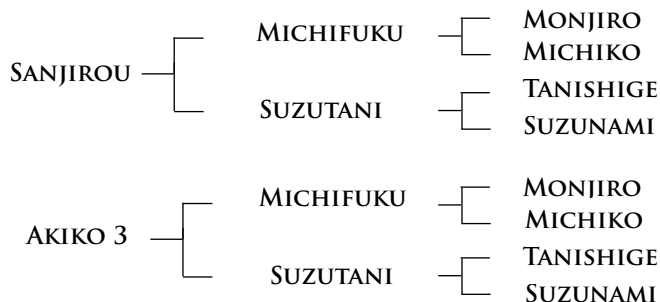 Monjiro
Michifuku
Michiko
Sanjirou
Tanishige
Suzutani
Suzunami
Monjiro
Michifuku
Michiko
Akiko 3
Tanishige
Suzutani
Suzunami